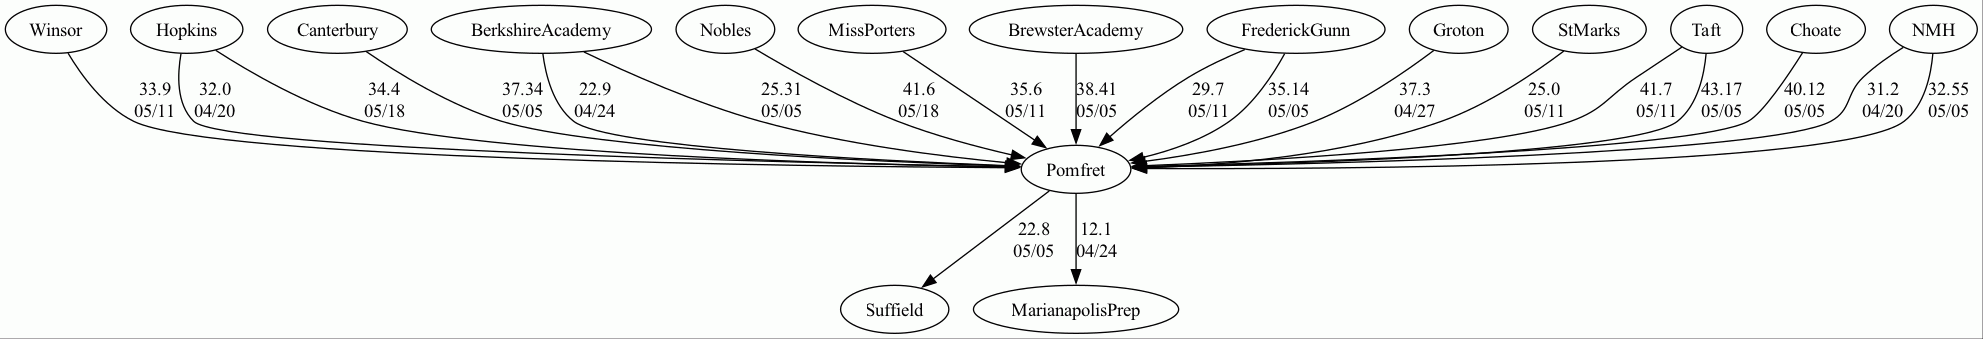 Winsor
Hopkins
Canterbury
BerkshireAcademy
Nobles
MissPorters
BrewsterAcademy
FrederickGunn
Groton
StMarks
Taft
Choate
NMH
33.9
05/11
32.0
04/20
34.4
05/18
37.34
05/05
22.9
04/24
25.31
05/05
41.6
05/18
35.6
05/11
38.41
05/05
29.7
05/11
35.14
05/05
37.3
04/27
25.0
05/11
41.7
05/11
43.17
05/05
40.12
05/05
31.2
04/20
32.55
05/05
Pomfret
22.8
05/05
12.1
04/24
Suffield
MarianapolisPrep